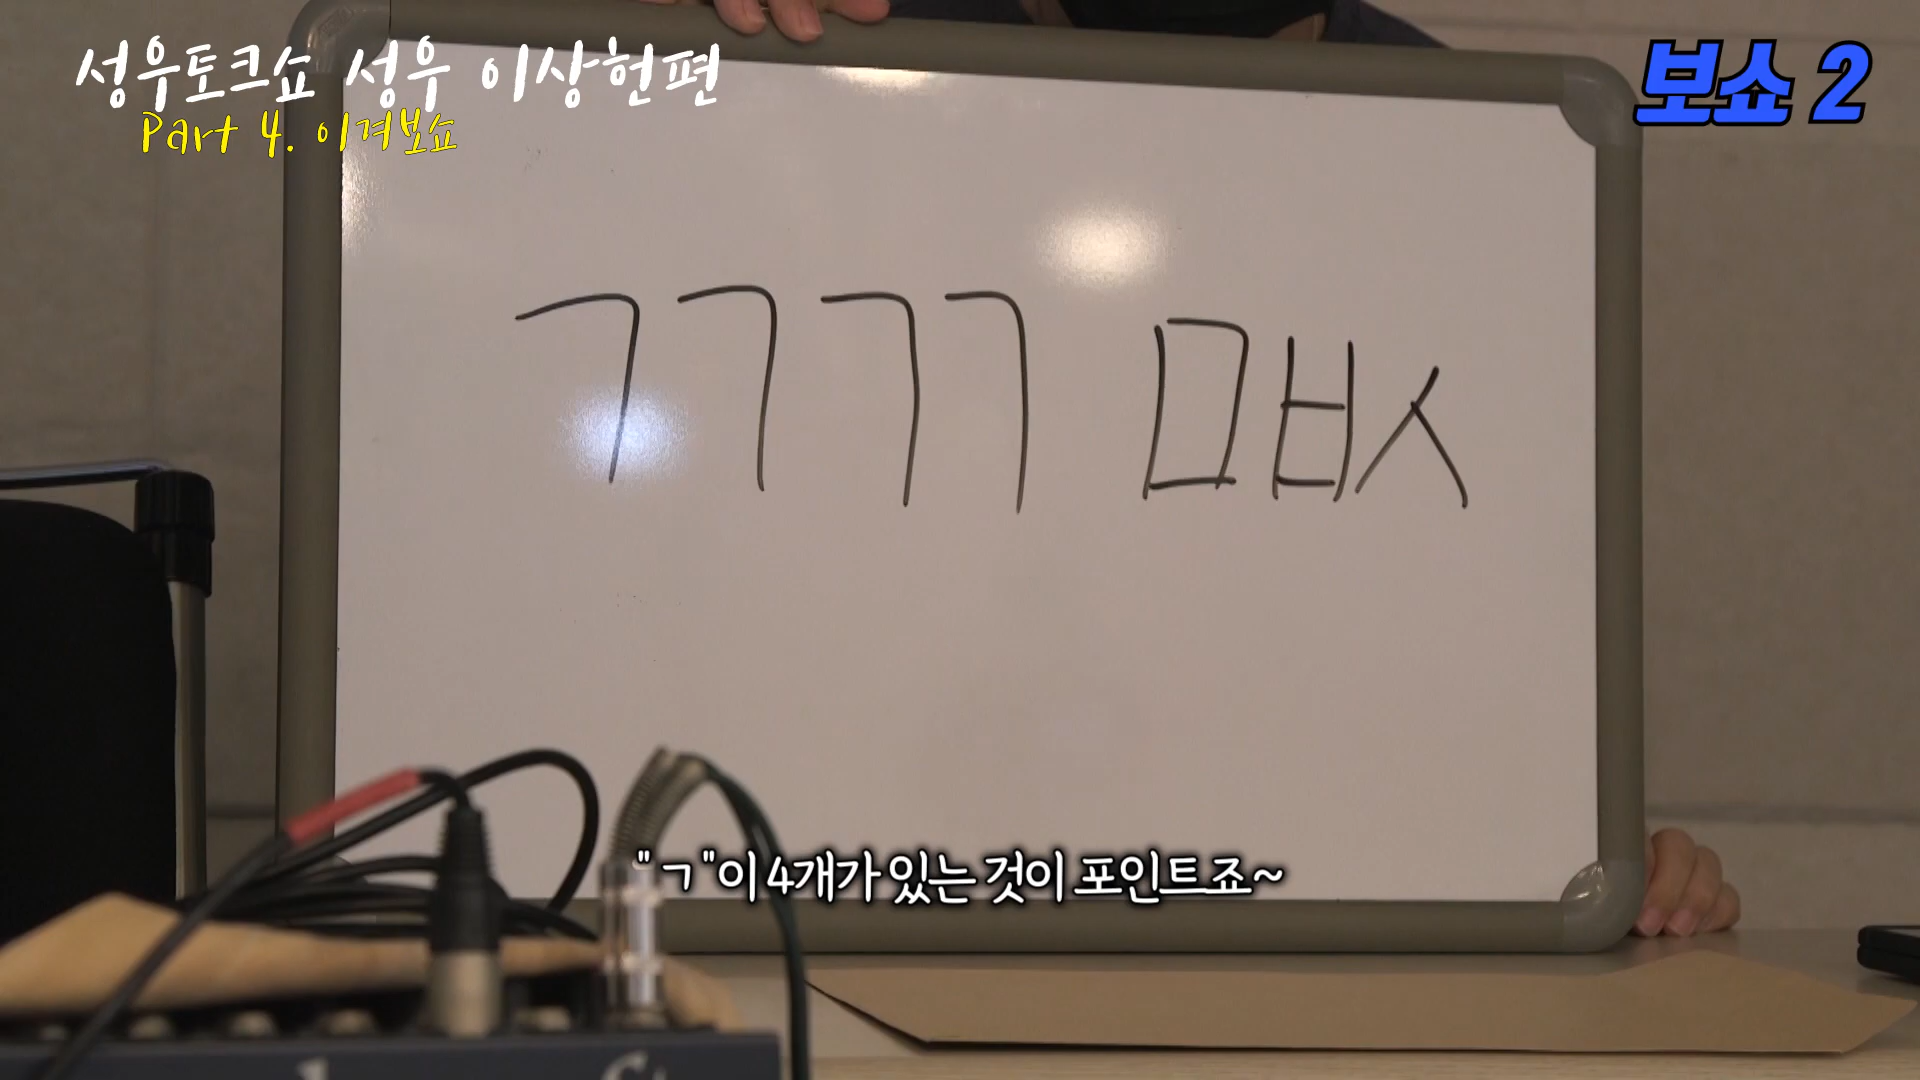 성우토크쇼 성우 이상헌편
Part 4. 이겨보쇼
보쇼 2
ㄱㄱㄱㄱ ㅁㅂㅅ
"ㄱ"이 4개가 있는 것이 포인트죠~